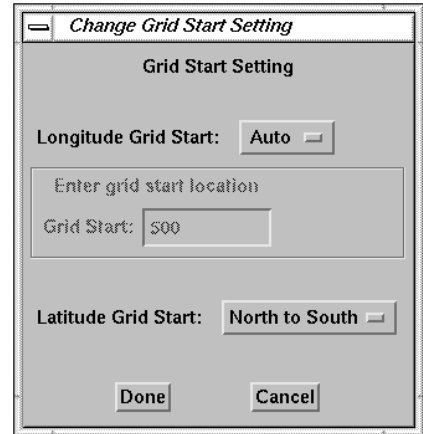 Change Grid Start Setting
Grid Start Setting
Longitude Grid Start: Auto
Enter grid start location
Grid Start: 500
Latitude Grid Start: North to South
Done Cancel